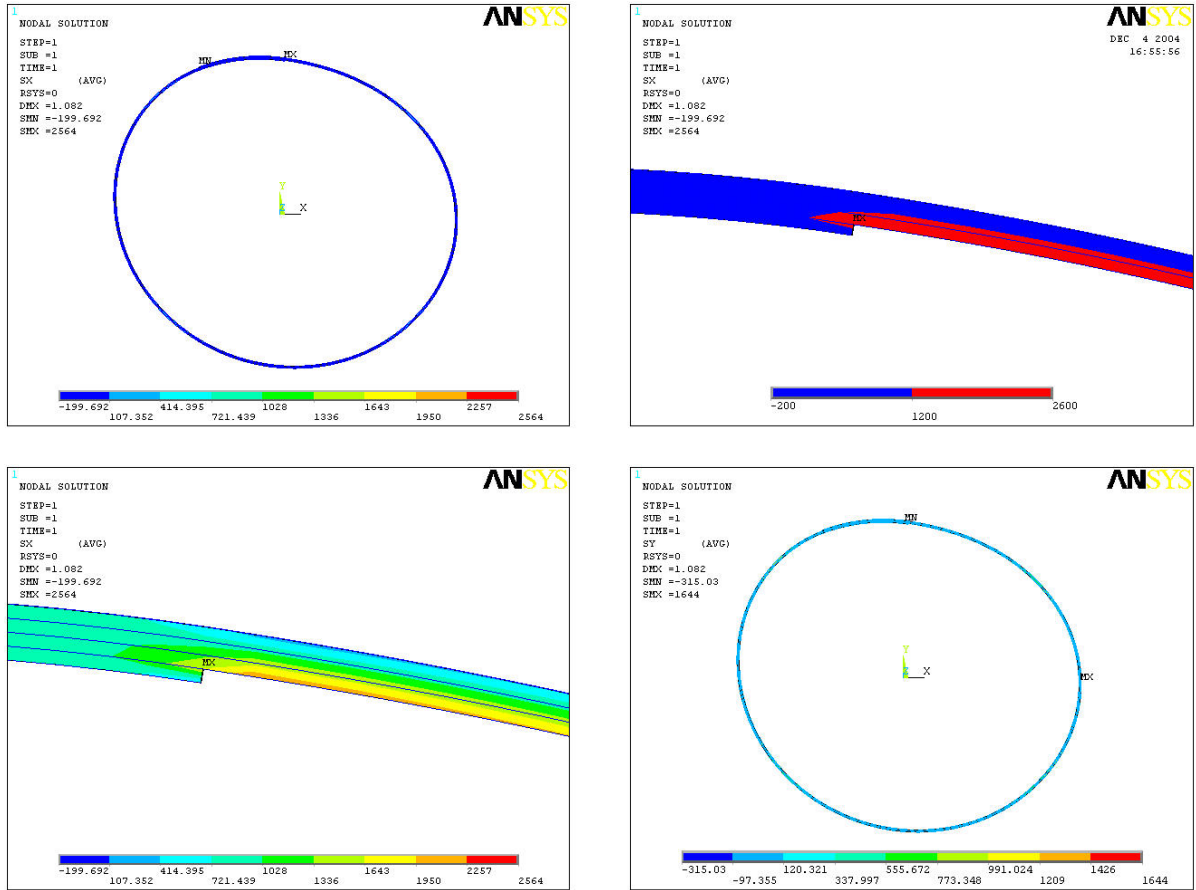 1
ANSYS
NODAL SOLUTION
STEP=1
SUB =1
TIME=1
SX (AVG)
RSYS=0
DMX =1.082
SMN =-199.692
SMX =2564
MN
MX
Y
Z X
-199.692 414.395 1028 1643 2257
107.352 721.439 1336 1950 2564
1
ANSYS
NODAL SOLUTION
DEC 4 2004
16:55:56
STEP=1
SUB =1
TIME=1
SX (AVG)
RSYS=0
DMX =1.082
SMN =-199.692
SMX =2564
MX
-200 2600
1200
1
ANSYS
NODAL SOLUTION
STEP=1
SUB =1
TIME=1
SX (AVG)
RSYS=0
DMX =1.082
SMN =-199.692
SMX =2564
MX
-199.692 414.395 1028 1643 2257
107.352 721.439 1336 1950 2564
1
ANSYS
NODAL SOLUTION
STEP=1
SUB =1
TIME=1
SY (AVG)
RSYS=0
DMX =1.082
SMN =-315.03
SMX =1644
MN
Y
Z X
MX
-315.03 120.321 555.672 991.024 1426
-97.355 337.997 773.348 1209 1644